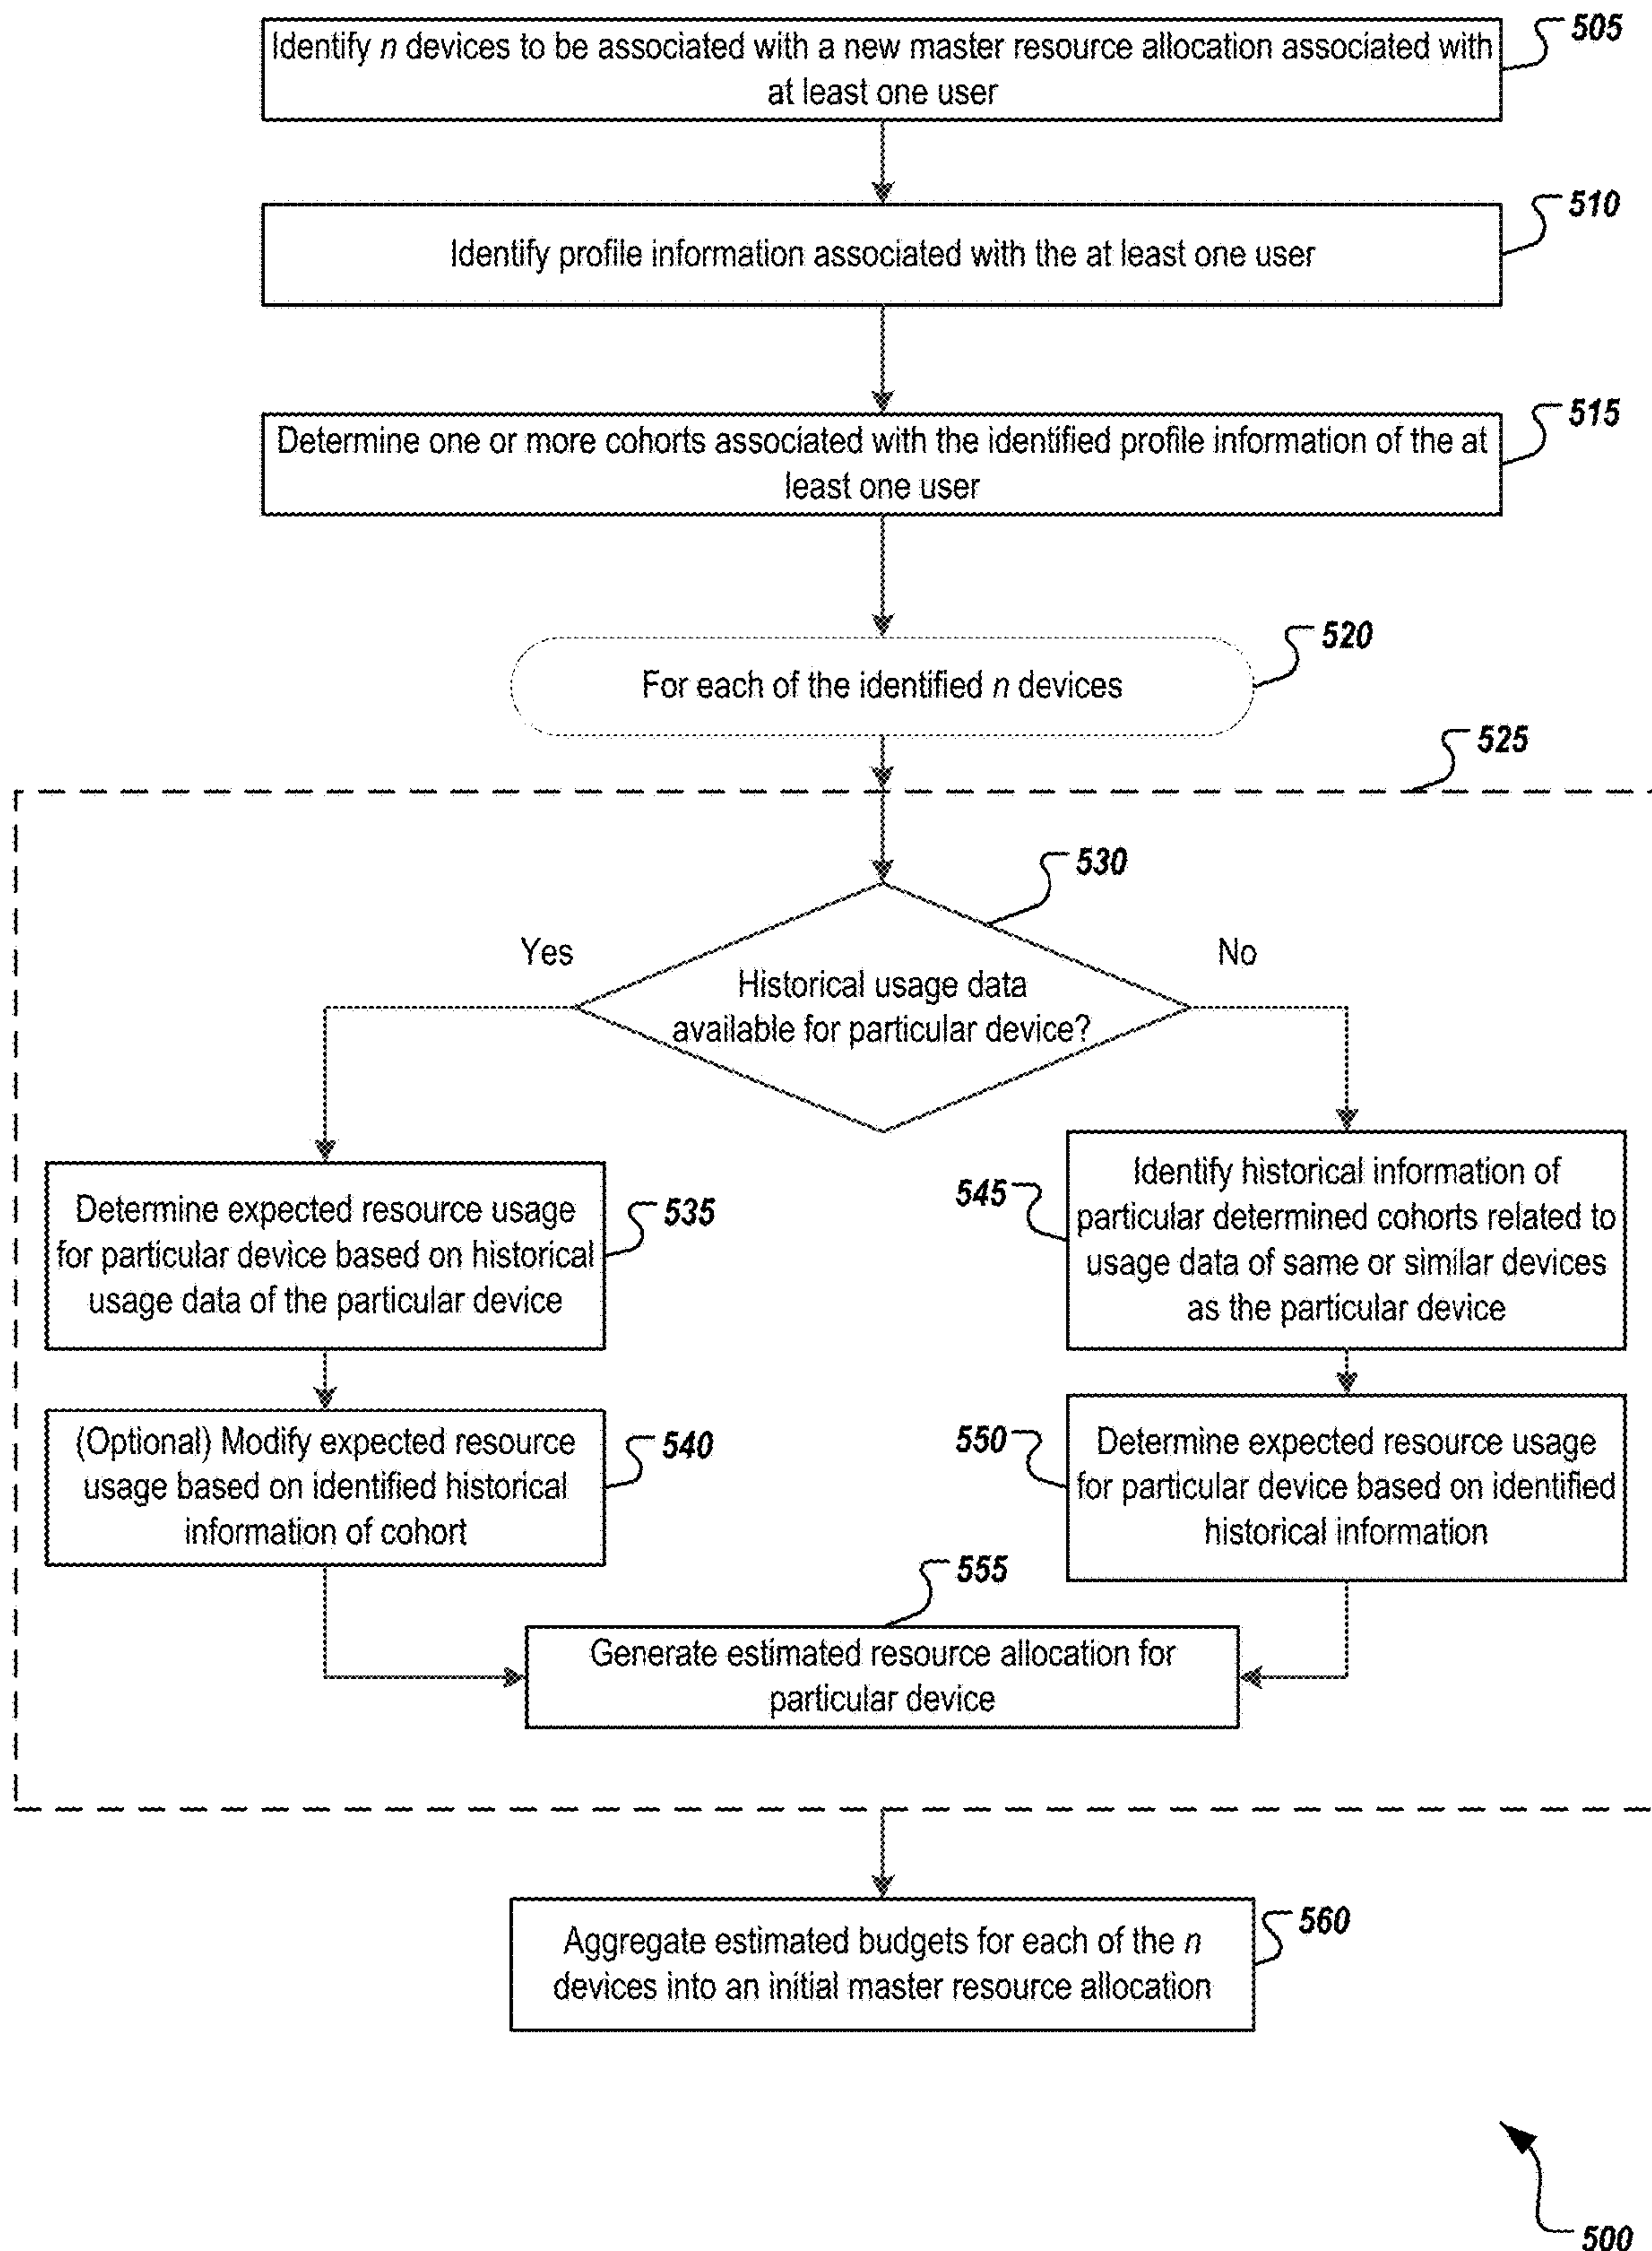 Identify n devices to be associated with a new master resource allocation associated with
at least one user
505
Identify profile information associated with the at least one user
510
Determine one or more cohorts associated with the identified profile information of the at
least one user
515
For each of the identified n devices
520
525
530
Yes
No
Historical usage data
available for particular device?
Determine expected resource usage
for particular device based on historical
usage data of the particular device
535
545
Identify historical information of
particular determined cohorts related to
usage data of same or similar devices
as the particular device
(Optional) Modify expected resource
usage based on identified historical
information of cohort
540
550
Determine expected resource usage
for particular device based on identified
historical information
555
Generate estimated resource allocation for
particular device
Aggregate estimated budgets for each of the n
devices into an initial master resource allocation
560
500